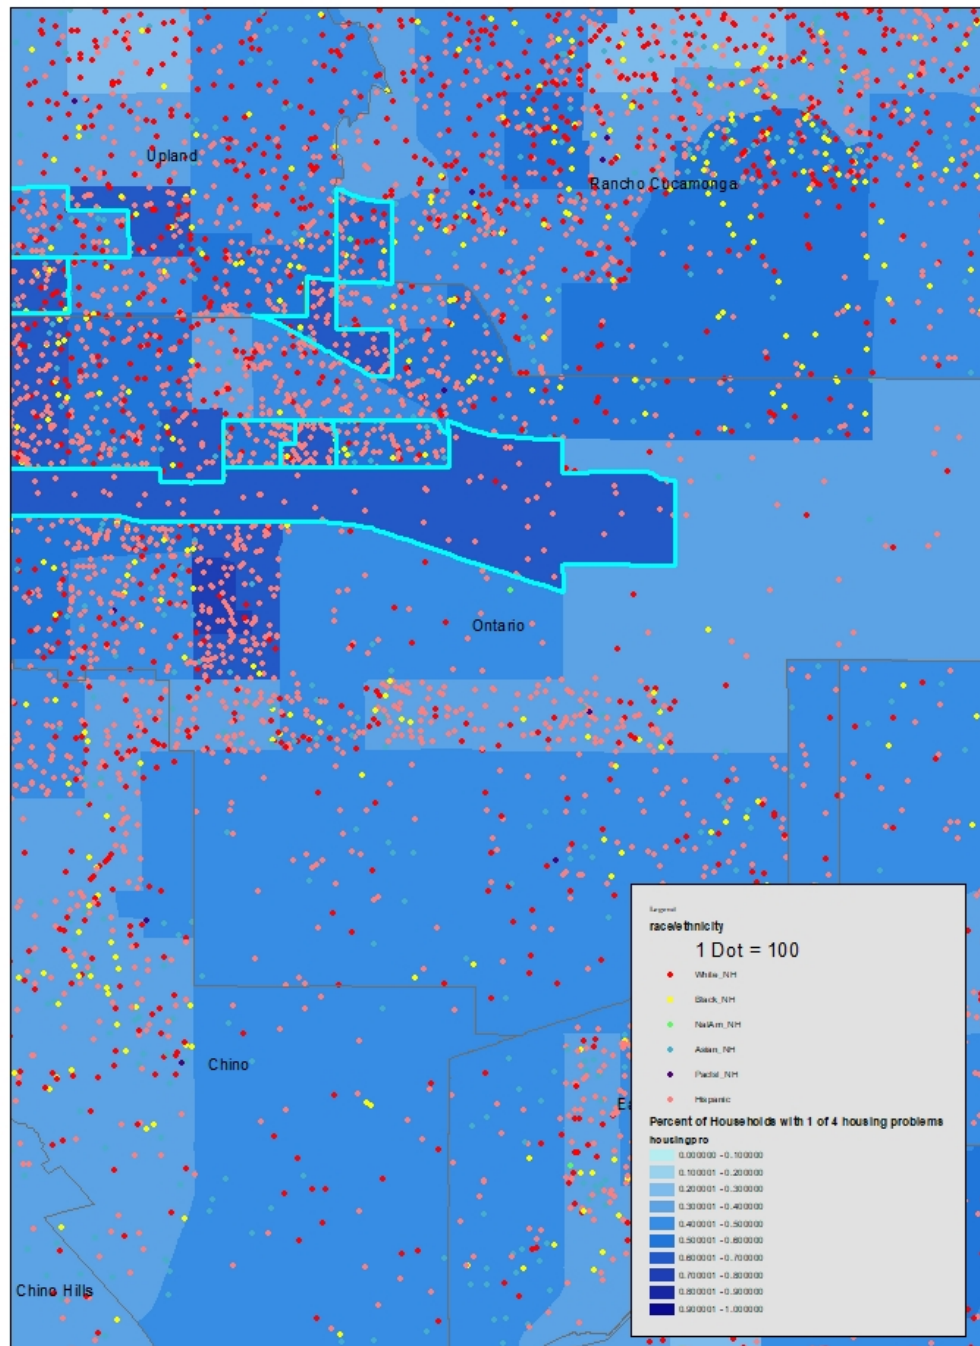 Upland
Rancho Cucamonga
Ontario
Chino
Ea
Chino Hills
Legend
race/ethnicity
1 Dot = 100
White_NH
Black_NH
NatAm_NH
Asian_NH
PacIsl_NH
Hispanic
Percent of Households with 1 of 4 housing problems
housingpro
0.000000 - 0.100000
0.100001 - 0.200000
0.200001 - 0.300000
0.300001 - 0.400000
0.400001 - 0.500000
0.500001 - 0.600000
0.600001 - 0.700000
0.700001 - 0.800000
0.800001 - 0.900000
0.900001 - 1.000000